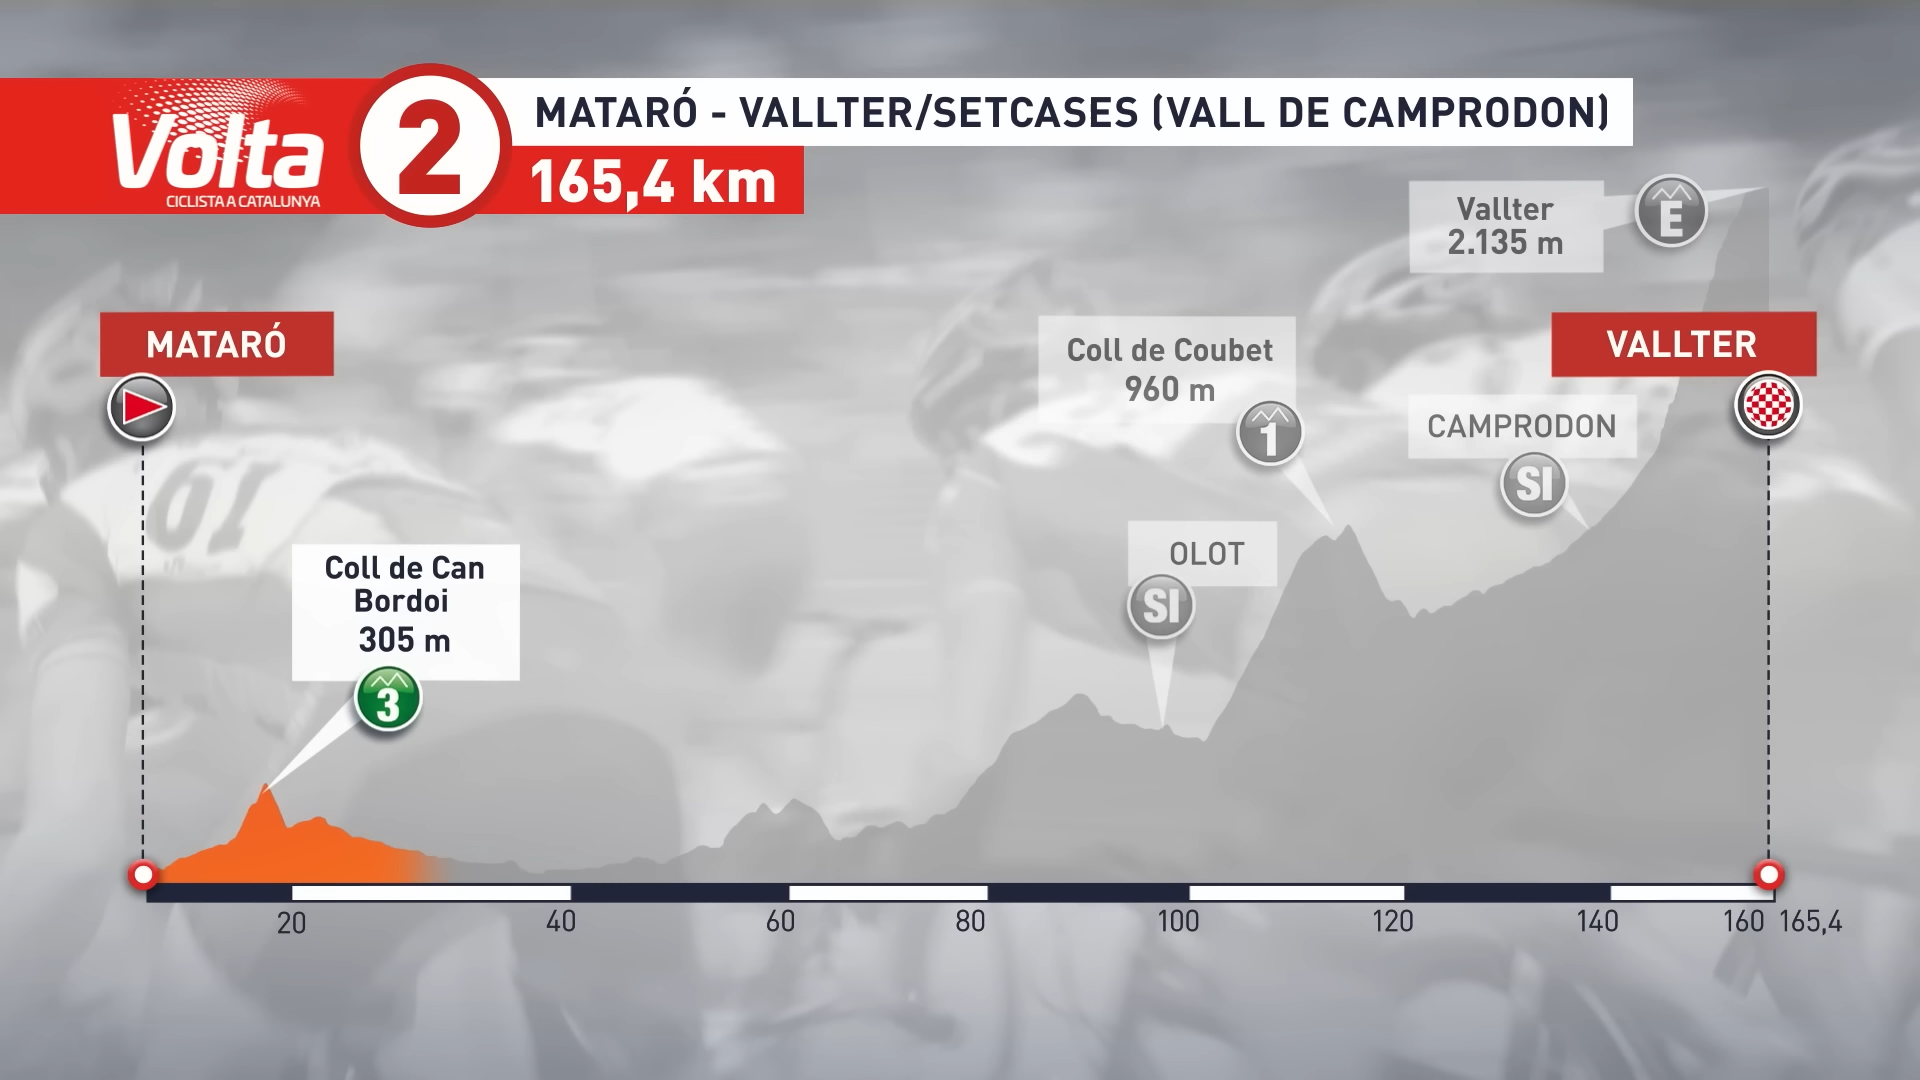 Volta
CICLISTA A CATALUNYA
2
MATARÓ - VALLTER/SETCASES (VALL DE CAMPRODON)
165,4 km
Vallter
2.135 m
E
MATARÓ
VALLTER
Coll de Coubet
960 m
1
CAMPRODON
SI
OLOT
SI
Coll de Can
Bordoi
305 m
3
20 40 60 80 100 120 140 160 165,4